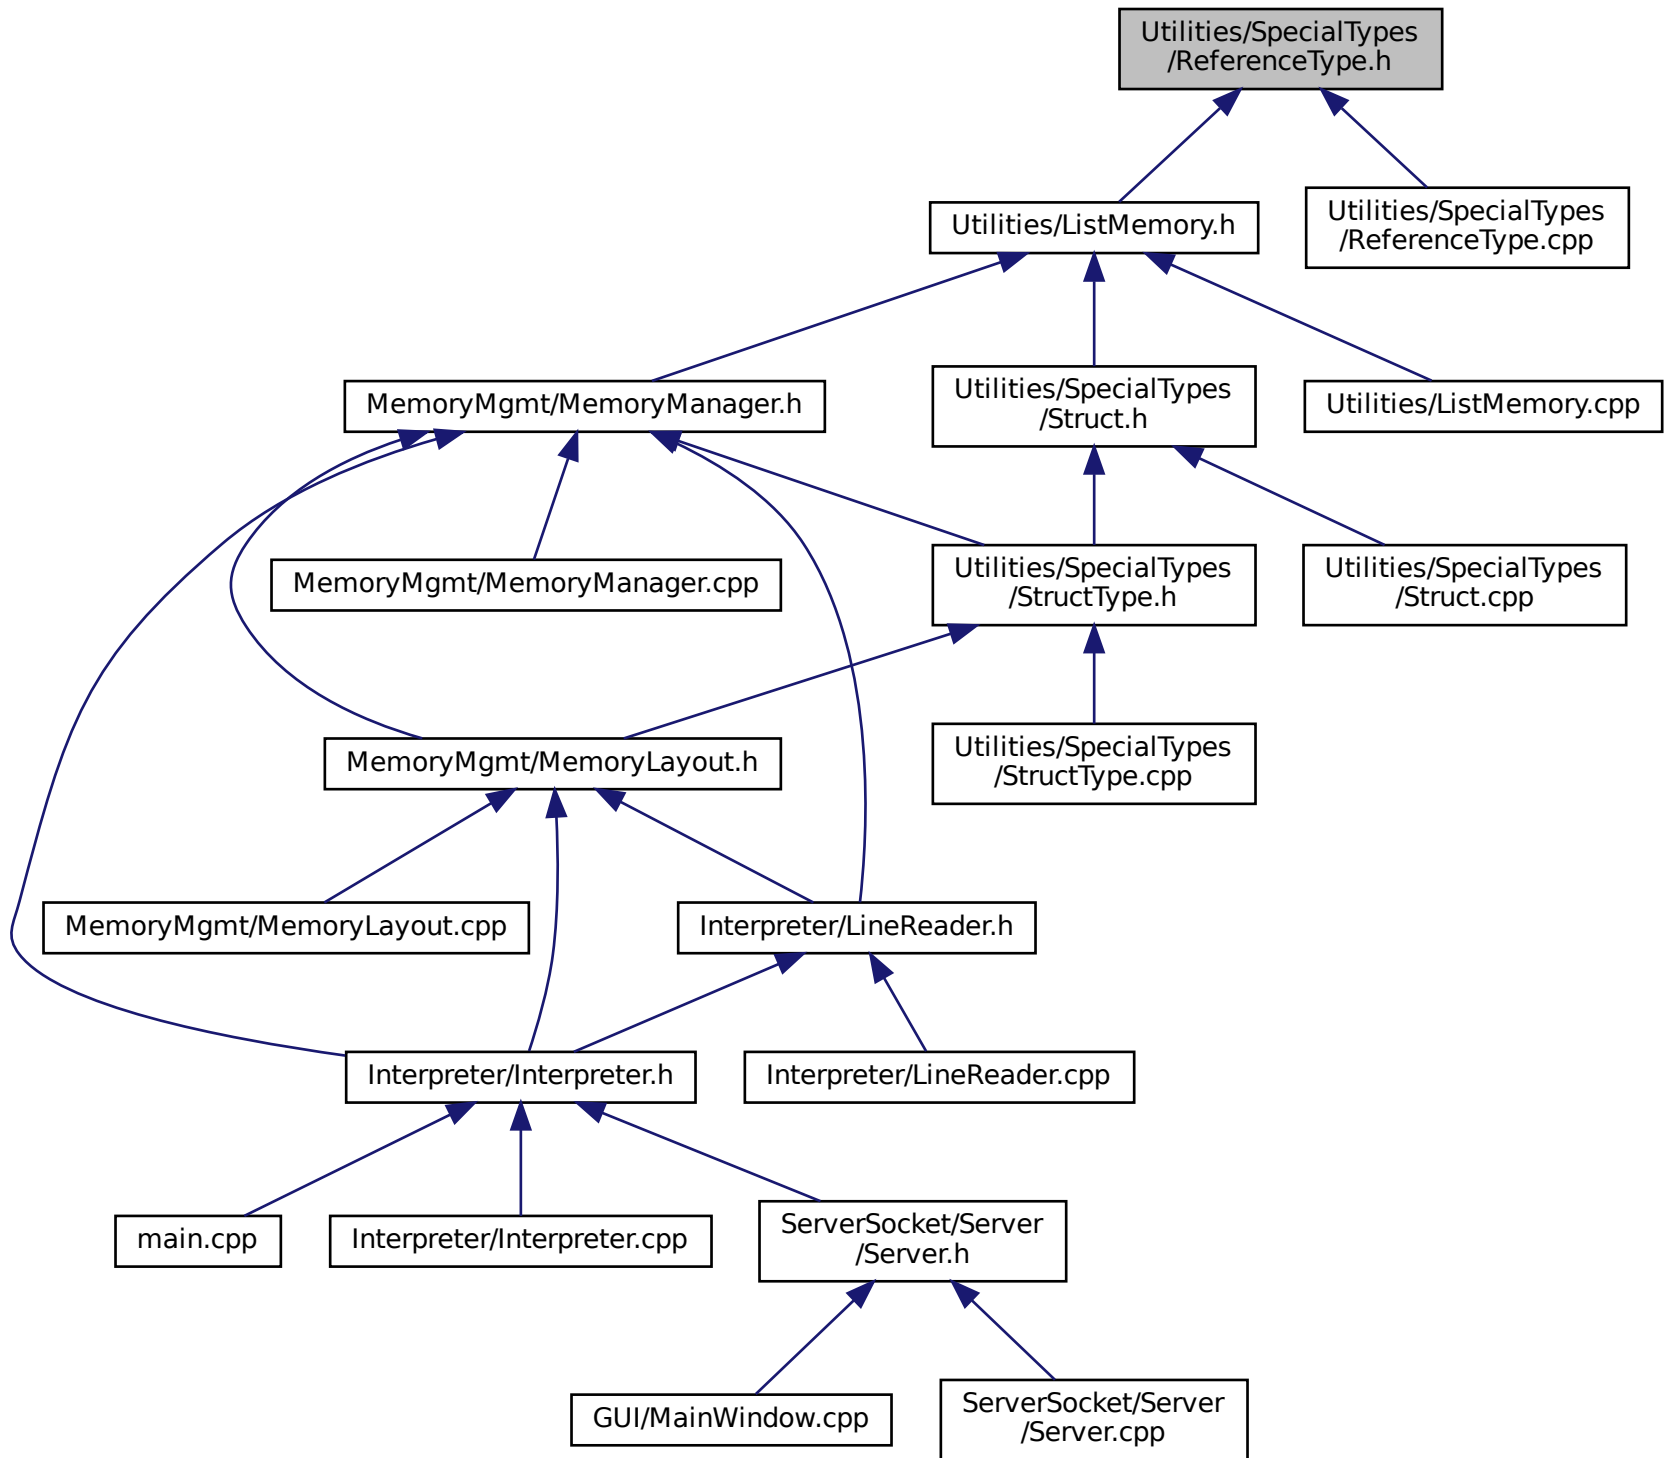 Utilities/SpecialTypes
/ReferenceType.h
Utilities/ListMemory.h
Utilities/SpecialTypes
/ReferenceType.cpp
MemoryMgmt/MemoryManager.h
Utilities/SpecialTypes
/Struct.h
Utilities/ListMemory.cpp
MemoryMgmt/MemoryManager.cpp
Utilities/SpecialTypes
/StructType.h
Utilities/SpecialTypes
/Struct.cpp
MemoryMgmt/MemoryLayout.h
Utilities/SpecialTypes
/StructType.cpp
MemoryMgmt/MemoryLayout.cpp
Interpreter/LineReader.h
Interpreter/Interpreter.h
Interpreter/LineReader.cpp
main.cpp
Interpreter/Interpreter.cpp
ServerSocket/Server
/Server.h
GUI/MainWindow.cpp
ServerSocket/Server
/Server.cpp